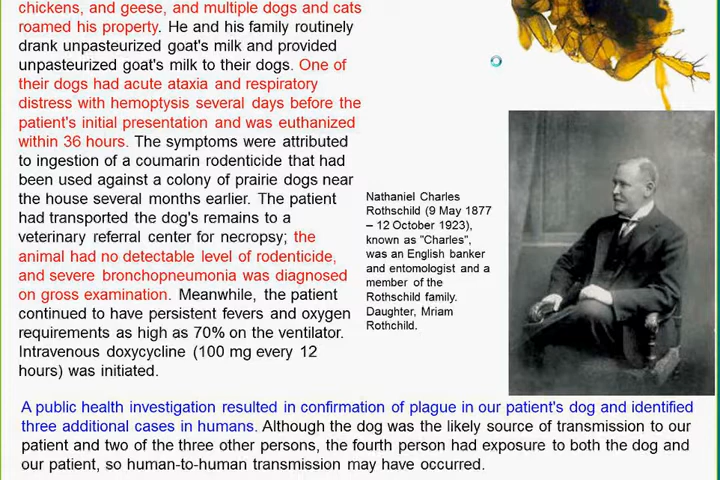 chickens, and geese, and multiple dogs and cats
roamed his property. He and his family routinely
drank unpasteurized goat's milk and provided
unpasteurized goat's milk to their dogs. One of
their dogs had acute ataxia and respiratory
distress with hemoptysis several days before the
patient's initial presentation and was euthanized
within 36 hours. The symptoms were attributed
to ingestion of a coumarin rodenticide that had
been used against a colony of prairie dogs near
the house several months earlier. The patient
had transported the dog's remains to a
veterinary referral center for necropsy; the
animal had no detectable level of rodenticide,
and severe bronchopneumonia was diagnosed
on gross examination. Meanwhile, the patient
continued to have persistent fevers and oxygen
requirements as high as 70% on the ventilator.
Intravenous doxycycline (100 mg every 12
hours) was initiated.
Nathaniel Charles
Rothschild (9 May 1877
– 12 October 1923),
known as "Charles",
was an English banker
and entomologist and a
member of the
Rothschild family.
Daughter, Mriam
Rothchild.
A public health investigation resulted in confirmation of plague in our patient's dog and identified
three additional cases in humans. Although the dog was the likely source of transmission to our
patient and two of the three other persons, the fourth person had exposure to both the dog and
our patient, so human-to-human transmission may have occurred.